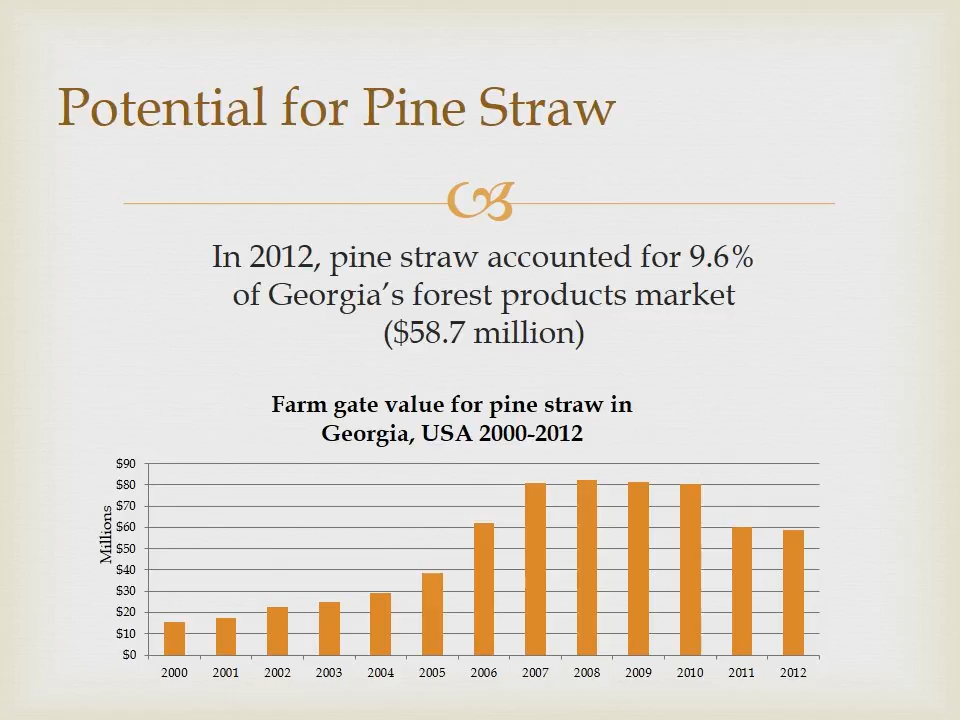 Potential for Pine Straw
In 2012, pine straw accounted for 9.6%
of Georgia’s forest products market
($58.7 million)
Farm gate value for pine straw in
Georgia, USA 2000-2012
Millions
$90
$80
$70
$60
$50
$40
$30
$20
$10
$0
2000 2001 2002 2003 2004 2005 2006 2007 2008 2009 2010 2011 2012